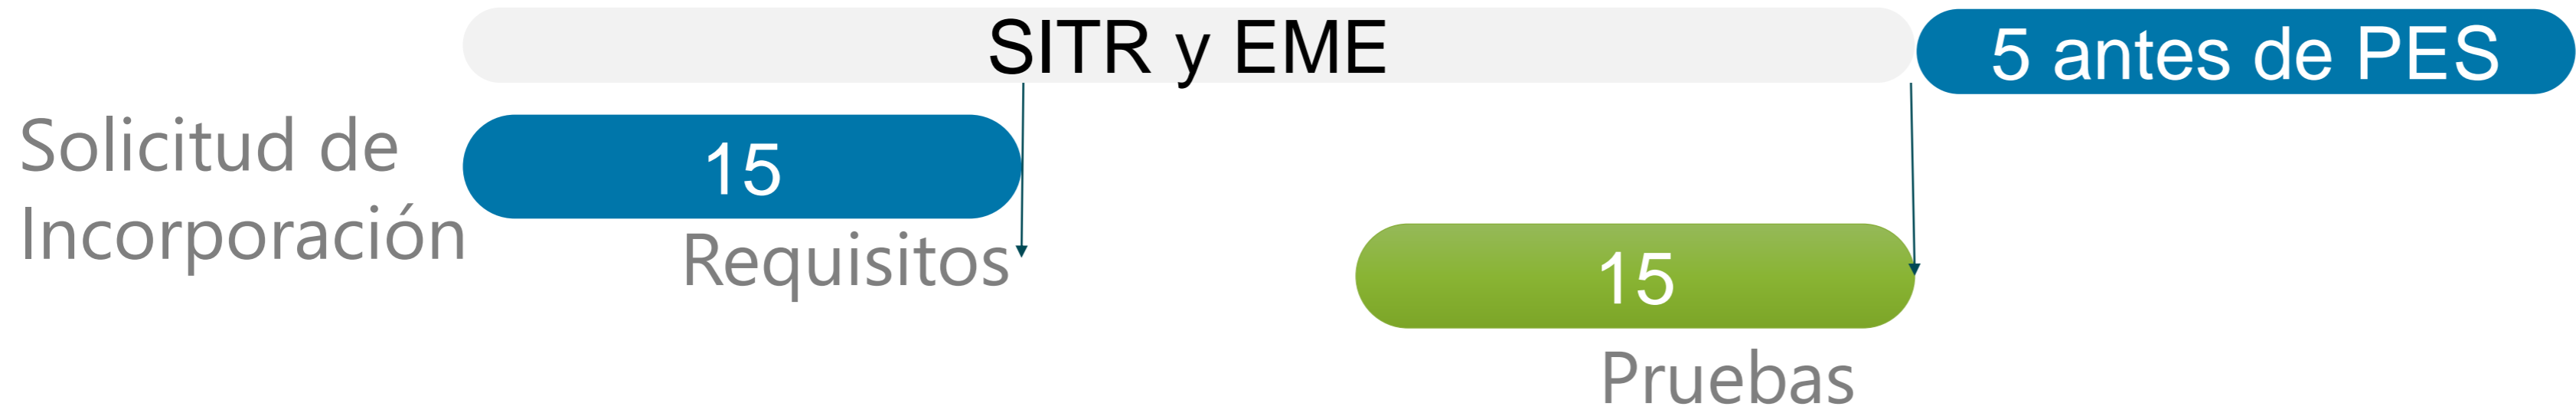 SITR y EME
5 antes de PES
Solicitud de
Incorporación
15
Requisitos
15
Pruebas